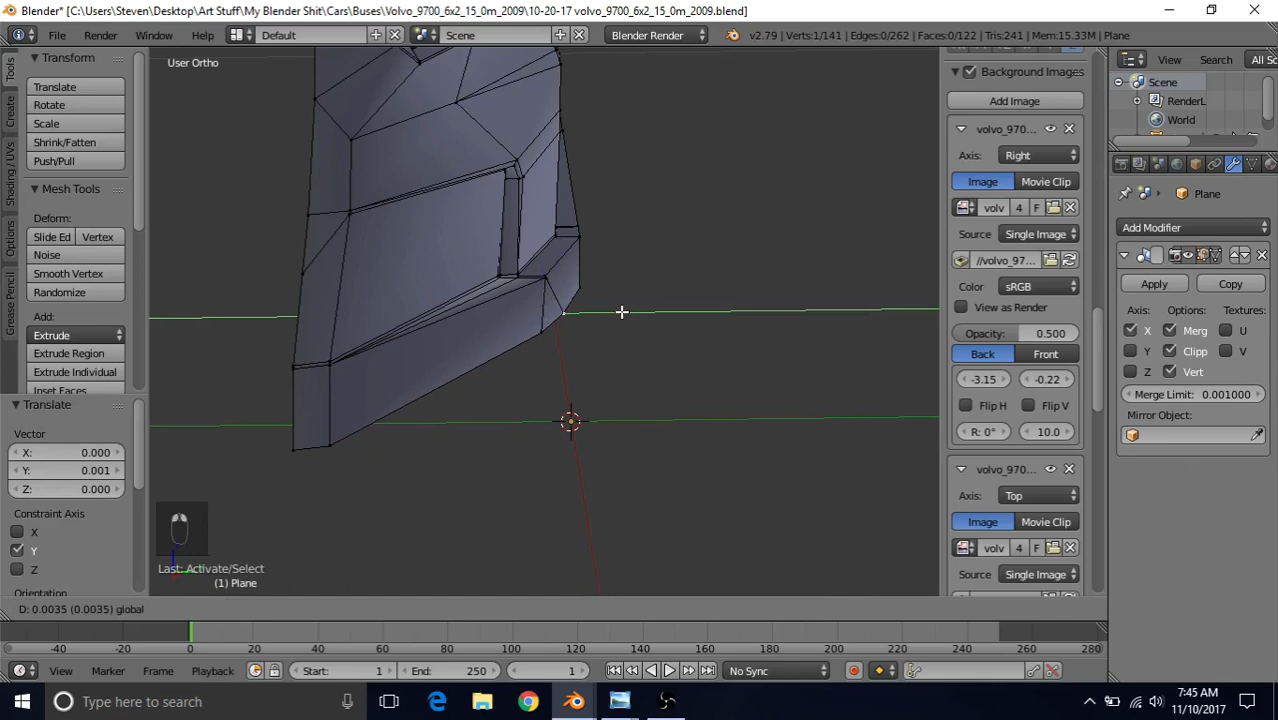 Blender* [C:\Users\Steven\Desktop\Art Stuff\My Blender Shit\Cars\Buses\Volvo_9700_6x2_15_0m_2009\10-20-17 volvo_9700_6x2_15_0m_2009.blend]
File Render Window Help Default Scene Blender Render v2.79 | Verts:1/141 | Edges:0/262 | Faces:0/122 | Tris:241 | Mem:15.33M | Plane
View Search All Sc
Tools
Create
Shading / UVs
Options
Grease Pencil
Transform
Translate
Rotate
Scale
Shrink/Fatten
Push/Pull
Mesh Tools
Deform:
Slide Ed Vertex
Noise
Smooth Vertex
Randomize
Add:
Extrude
Extrude Region
Extrude Individual
Inset Faces
Translate
Vector
X: 0.000
Y: 0.001
Z: 0.000
Constraint Axis
X
Y
Z
Orientation
User Ortho
Last: Activate/Select
(1) Plane
D: 0.0035 (0.0035) global
Background Images
Add Image
volvo_970...
Axis: Right
Image Movie Clip
volv 4 F
Source Single Image
//volvo_97...
Color sRGB
View as Render
Opacity: 0.500
Back Front
-3.15 -0.22
Flip H Flip V
R: 0° 10.0
volvo_970...
Axis: Top
Image Movie Clip
volv 4 F
Source Single Image
Scene
RenderL
World
Plane
Add Modifier
Apply Copy
Axis: Options: Textures:
X Merg U
Y Clipp V
Z Vert
Merge Limit: 0.001000
Mirror Object:
-40 -20 0 20 40 60 80 100 120 140 160 180 200 220 240 260 280
View Marker Frame Playback Start: 1 End: 250 1 No Sync
Type here to search
7:45 AM
11/10/2017